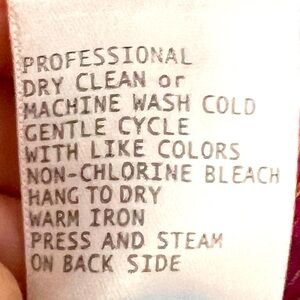 PROFESSIONAL
DRY CLEAN or
MACHINE WASH COLD
GENTLE CYCLE
WITH LIKE COLORS
NON-CHLORINE BLEACH
HANG TO DRY
WARM IRON
PRESS AND STEAM
ON BACK SIDE